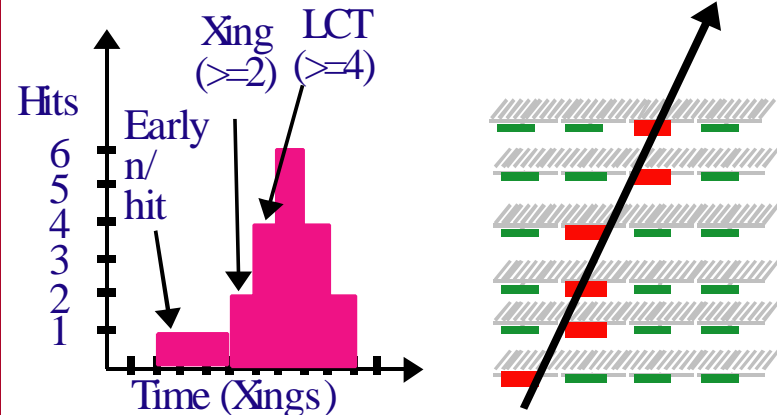 Xing
(>=2)
LCT
(>=4)
Hits
Early
n/
hit
6
5
4
3
2
1
Time (Xings)